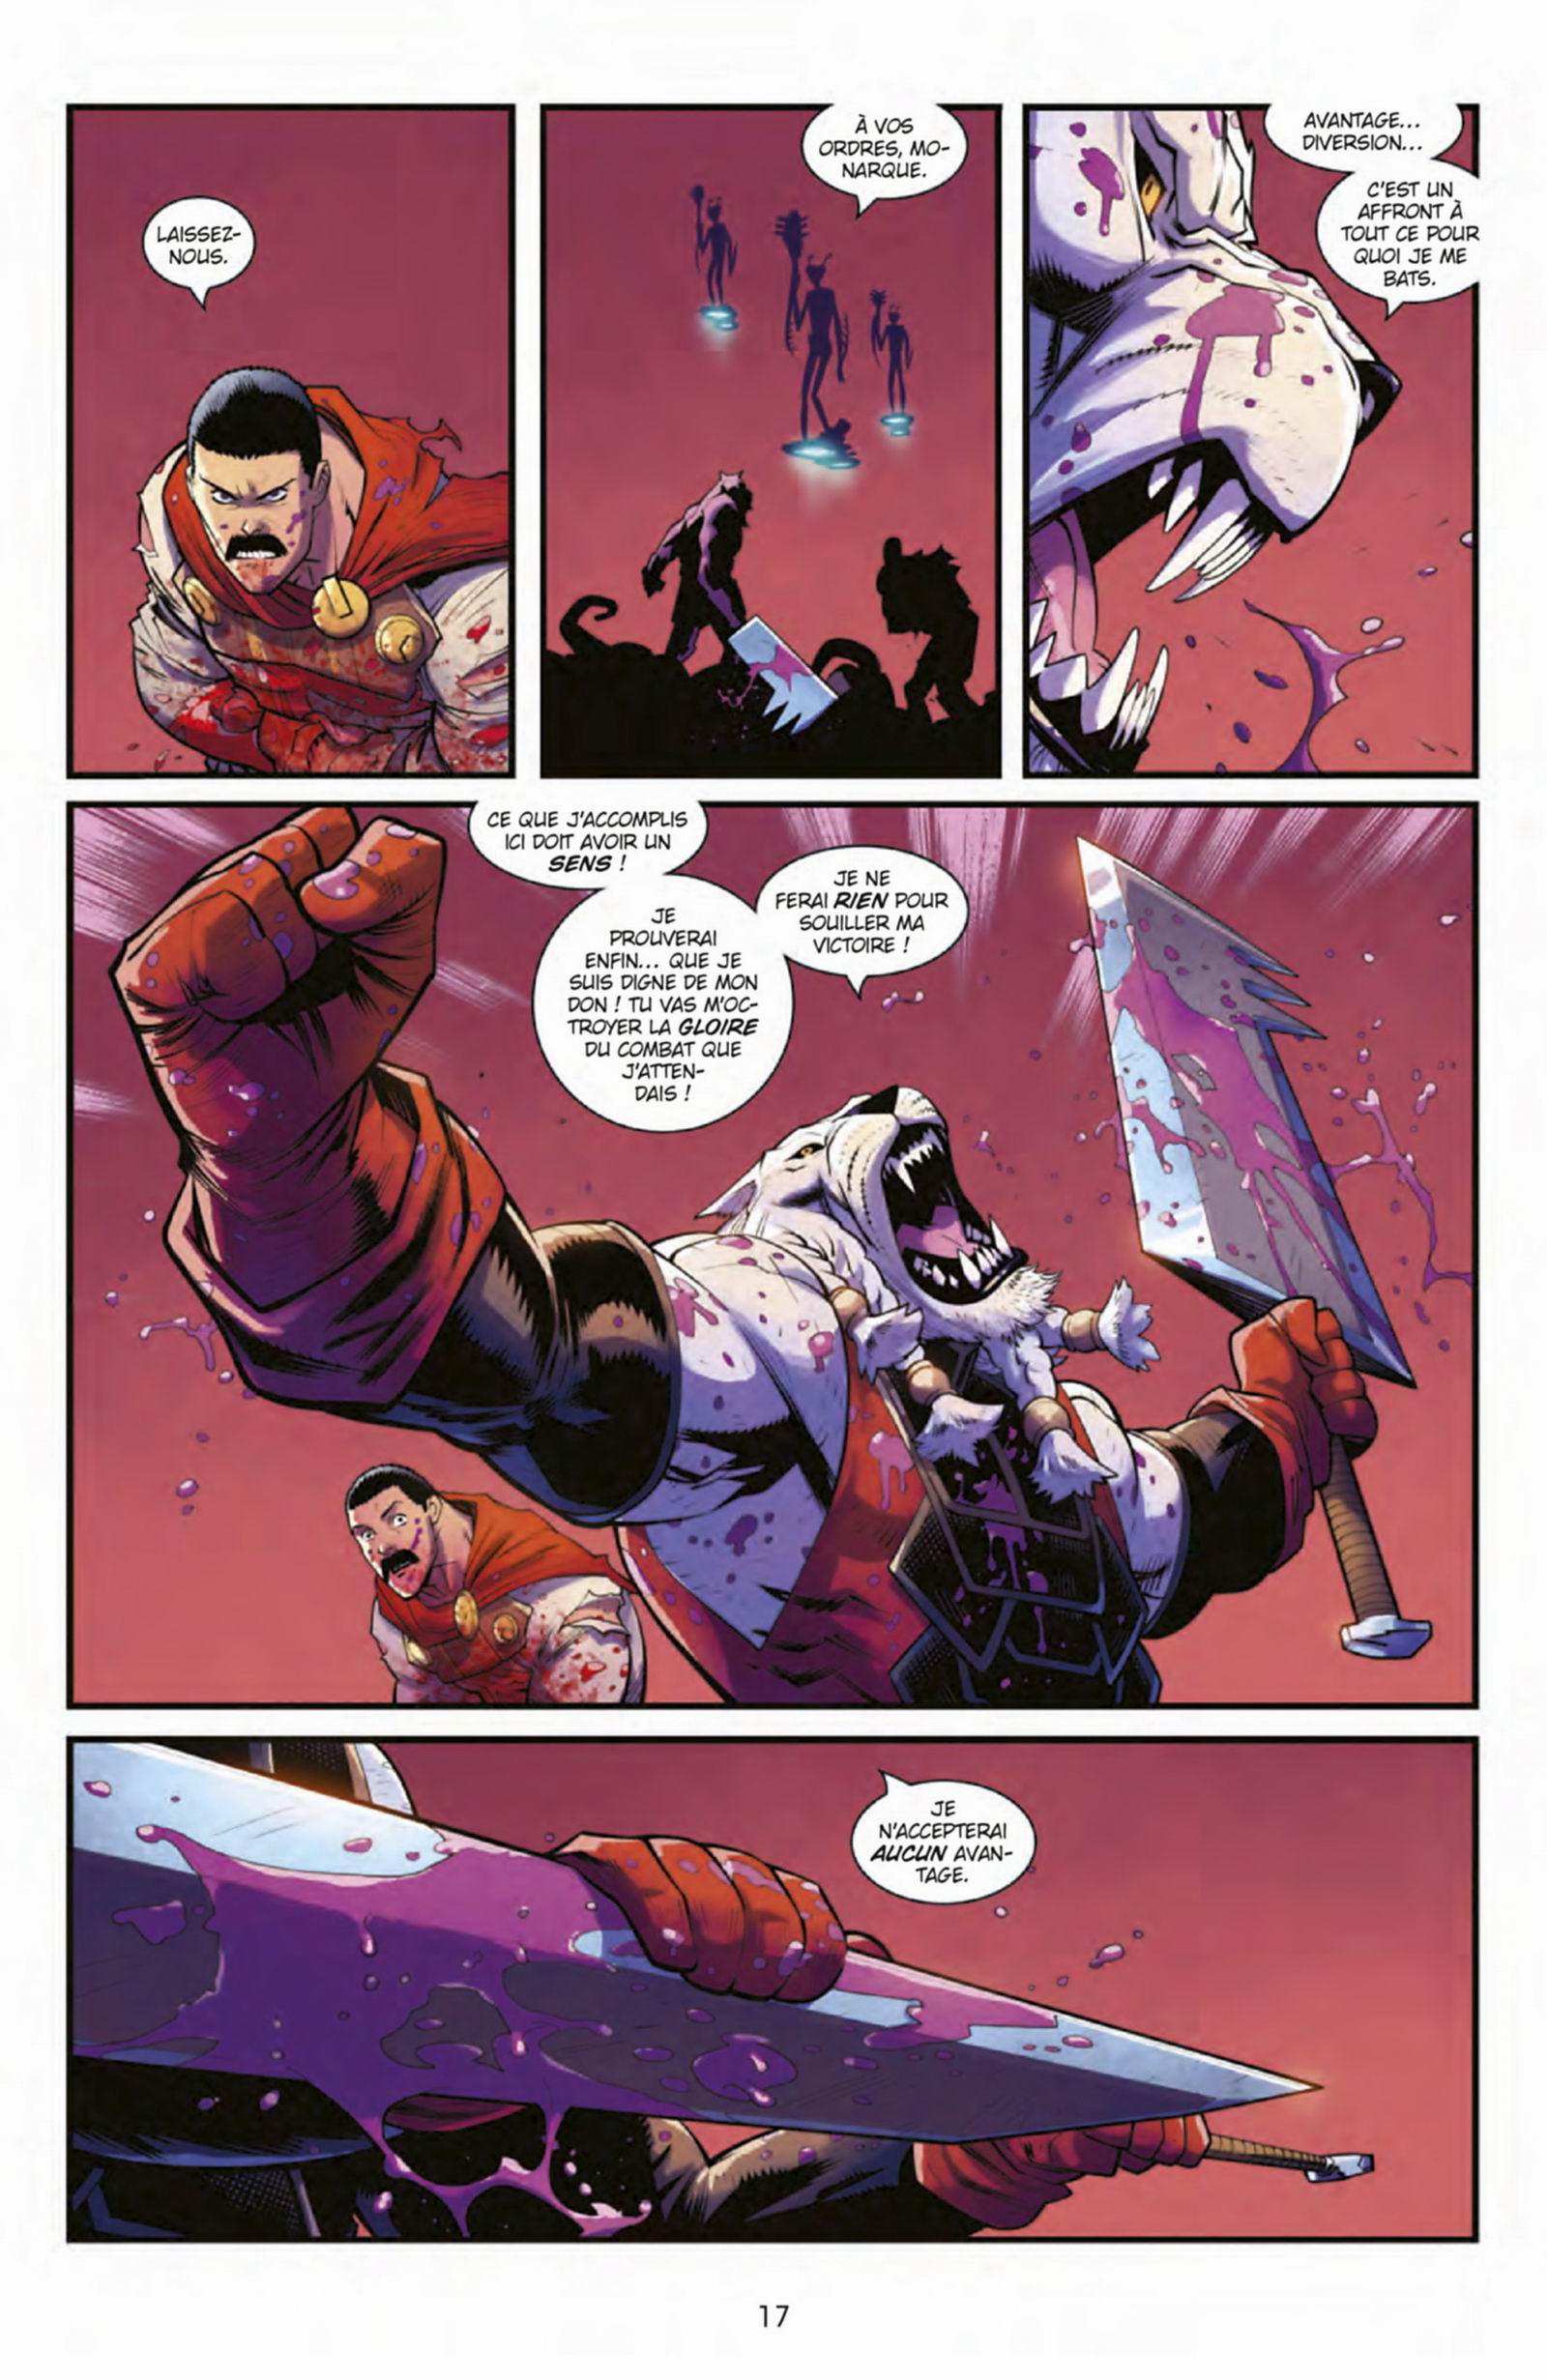 LAISSEZ-
NOUS.
À VOS
ORDRES, MO-
NARQUE.
AVANTAGE...
DIVERSION...
C'EST UN
AFFRONT À
TOUT CE POUR
QUOI JE ME
BATS.
CE QUE J'ACCOMPLIS
ICI DOIT AVOIR UN
SENS !
JE
PROUVERAI
ENFIN... QUE JE
SUIS DIGNE DE MON
DON ! TU VAS M'OC-
TROYER LA GLOIRE
DU COMBAT QUE
J'ATTEN-
DAIS !
JE NE
FERAI RIEN POUR
SOUILLER MA
VICTOIRE !
JE
N'ACCEPTERAI
AUCUN AVAN-
TAGE.
17